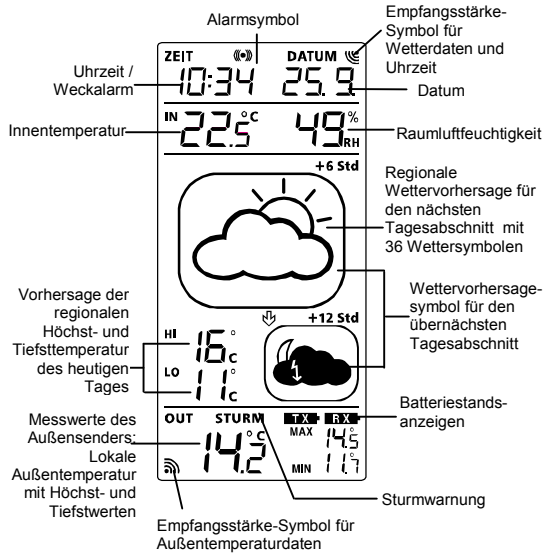 Alarmsymbol
Empfangsstärke-
Symbol für
Wetterdaten und
Uhrzeit
Uhrzeit /
Weckalarm
ZEIT
DATUM
10:34
25. 9.
Datum
Innentemperatur
IN
22.5°C
49%
RH
Raumluftfeuchtigkeit
+6 Std
Regionale
Wettervorhersage für
den nächsten
Tagesabschnitt mit
36 Wettersymbolen
Wettervorhersage-
symbol für den
übernächsten
Tagesabschnitt
+12 Std
Vorhersage der
regionalen
Höchst- und
Tiefsttemperatur
des heutigen
Tages
HI
16°C
LO
11°C
Messwerte des
Außensenders:
Lokale
Außentemperatur
mit Höchst- und
Tiefstwerten
OUT
STURM
TX
RX
14.2°C
MAX
14.5°
MIN
11.7°
Batteriestands-
anzeigen
Sturmwarnung
Empfangsstärke-Symbol für
Außentemperaturdaten